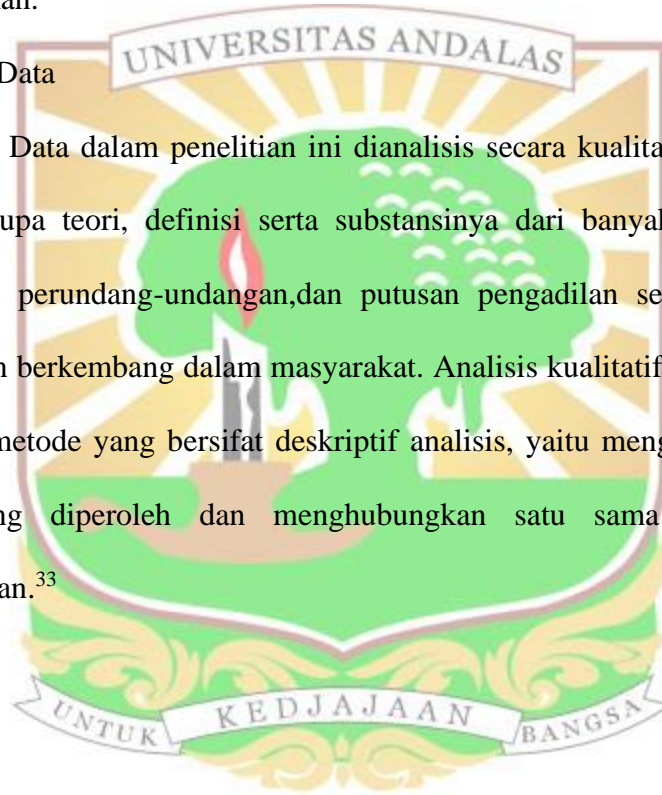 an.
UNIVERSITAS ANDALAS
Data
Data dalam penelitian ini dianalisis secara kualita
upa teori, definisi serta substansinya dari banyak
perundang-undangan,dan putusan pengadilan se
n berkembang dalam masyarakat. Analisis kualitatif
metode yang bersifat deskriptif analisis, yaitu meng
ng diperoleh dan menghubungkan satu sama
an.³³
UNTUK KEDJAJAAN BANGSA